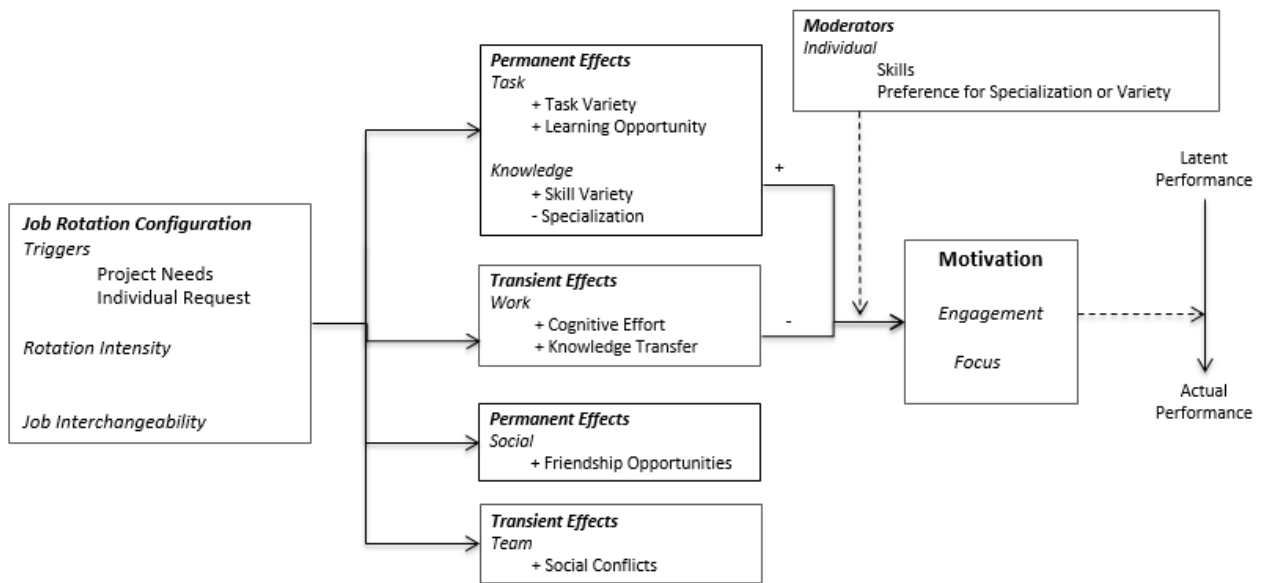 Job Rotation Configuration
Triggers
Project Needs
Individual Request
Rotation Intensity
Job Interchangeability
Permanent Effects
Task
+ Task Variety
+ Learning Opportunity
Knowledge
+ Skill Variety
- Specialization
Transient Effects
Work
+ Cognitive Effort
+ Knowledge Transfer
Permanent Effects
Social
+ Friendship Opportunities
Transient Effects
Team
+ Social Conflicts
+
-
Moderators
Individual
Skills
Preference for Specialization or Variety
Motivation
Engagement
Focus
Latent
Performance
Actual
Performance